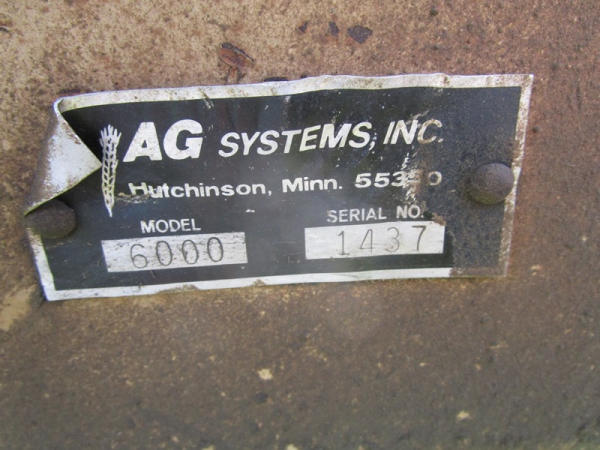 AG SYSTEMS, INC.
Hutchinson, Minn.
MODEL SERIAL NO.
6000 1437